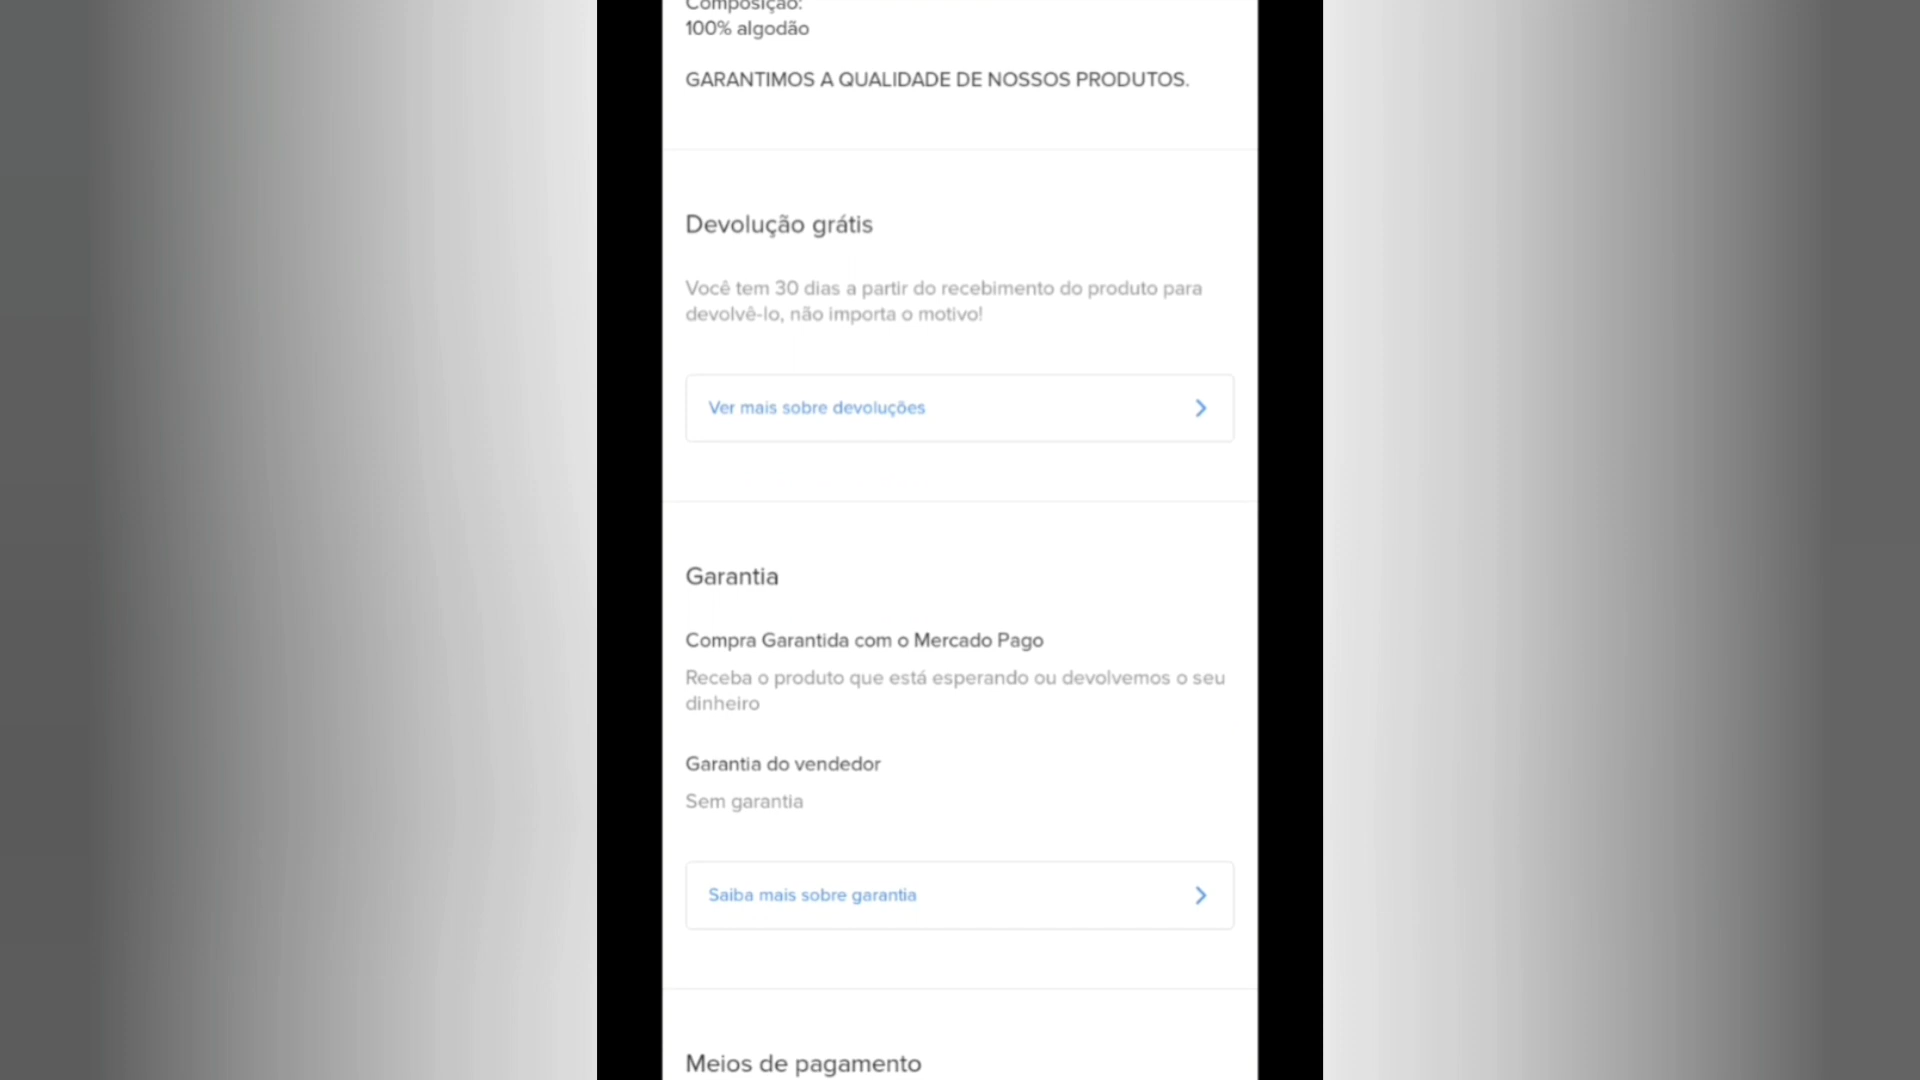 Composição:
100% algodão
GARANTIMOS A QUALIDADE DE NOSSOS PRODUTOS.
Devolução grátis
Você tem 30 dias a partir do recebimento do produto para
devolvê-lo, não importa o motivo!
Ver mais sobre devoluções
Garantia
Compra Garantida com o Mercado Pago
Receba o produto que está esperando ou devolvemos o seu
dinheiro
Garantia do vendedor
Sem garantia
Saiba mais sobre garantia
Meios de pagamento